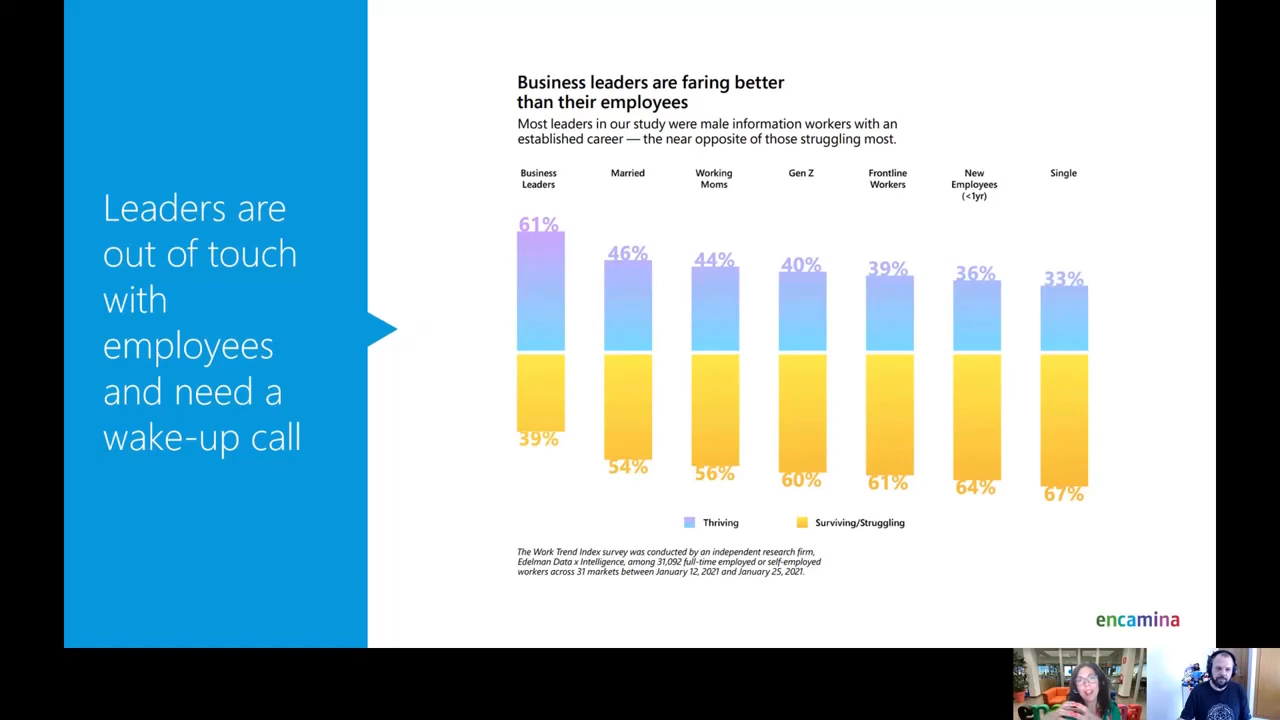 Leaders are
out of touch
with
employees
and need a
wake-up call
Business leaders are faring better
than their employees
Most leaders in our study were male information workers with an
established career — the near opposite of those struggling most.
Business
Leaders
Married
Working
Moms
Gen Z
Frontline
Workers
New
Employees
(<1yr)
Single
61%
46%
44%
40%
39%
36%
33%
39%
54%
56%
60%
61%
64%
67%
Thriving
Surviving/Struggling
The Work Trend Index survey was conducted by an independent research firm,
Edelman Data x Intelligence, among 31,092 full-time employed or self-employed
workers across 31 markets between January 12, 2021 and January 25, 2021.
encamina